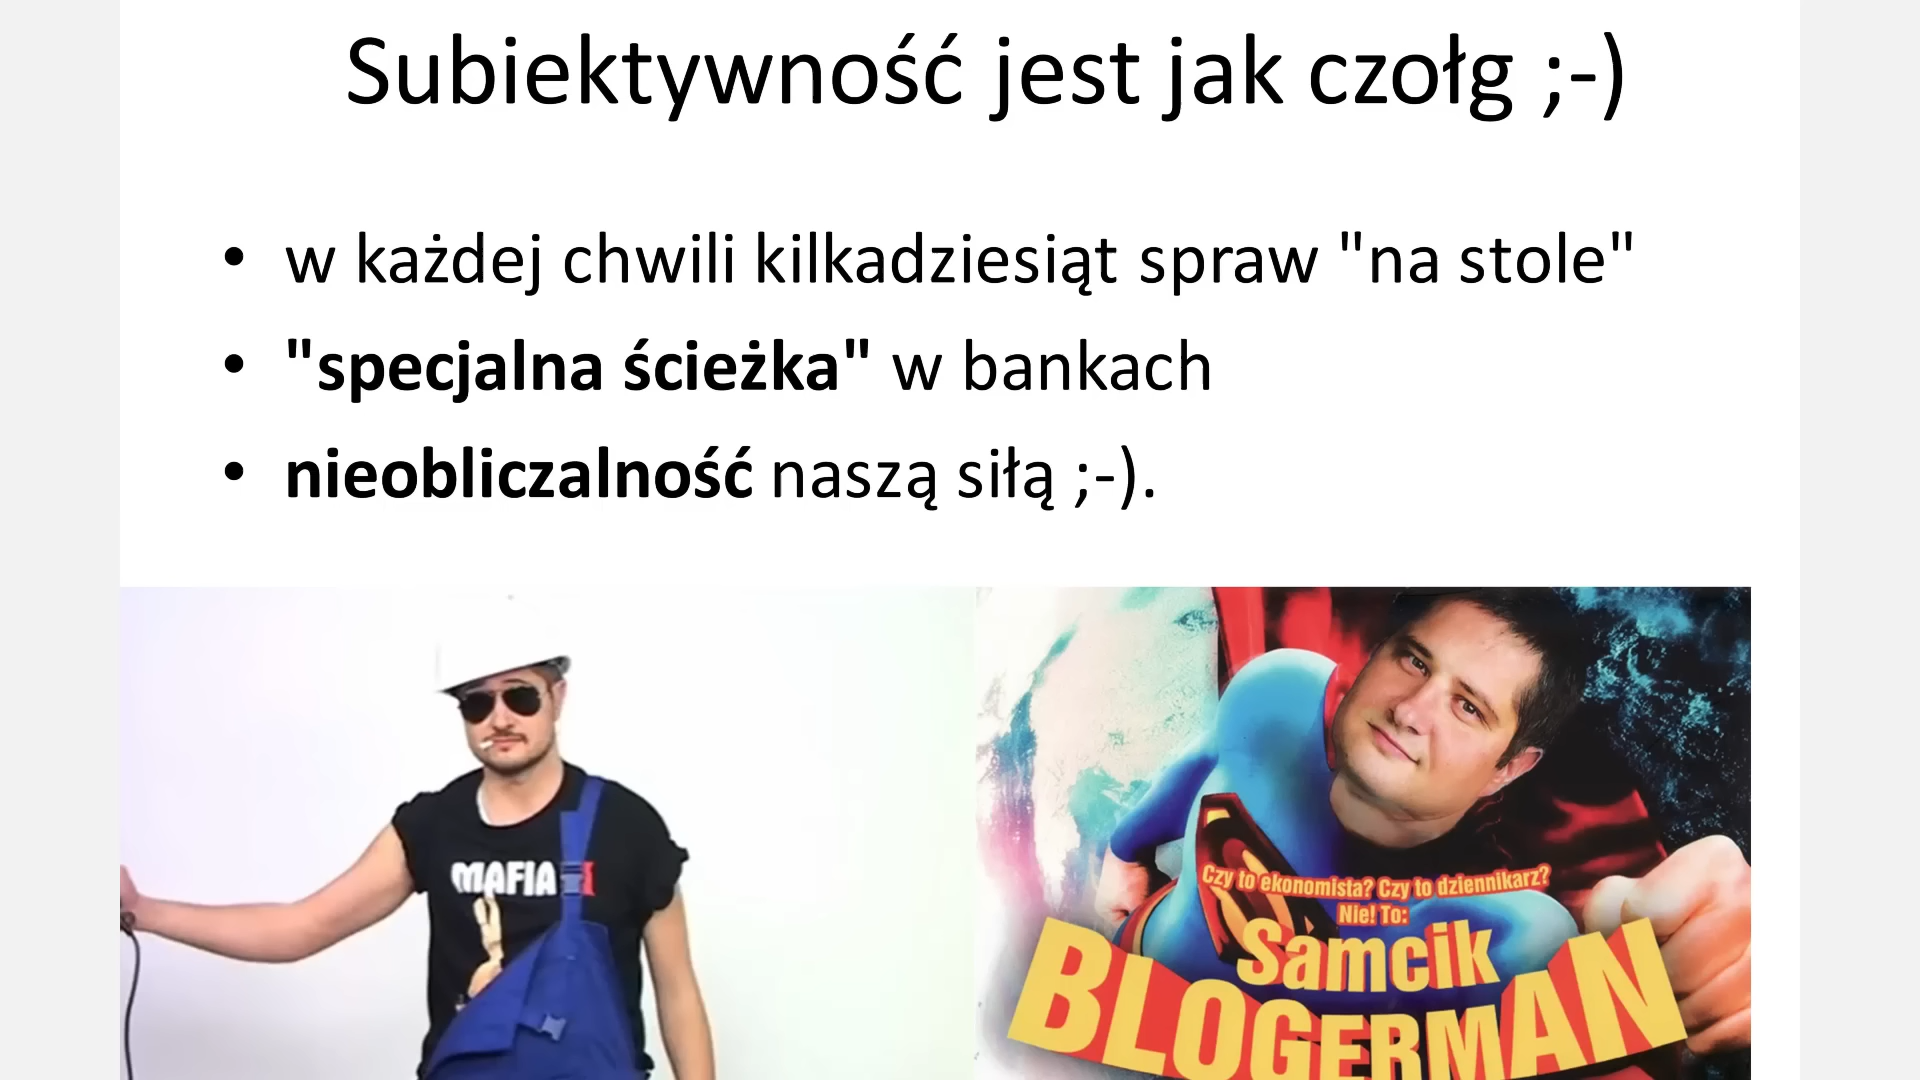 Subiektywność jest jak czołg ;-)
• w każdej chwili kilkadziesiąt spraw "na stole"
• "specjalna ścieżka" w bankach
• nieobliczalność naszą siłą ;-).
MAFIA II
Czy to ekonomista? Czy to dziennikarz?
Nie! To:
Samcik
BLOGERMAN